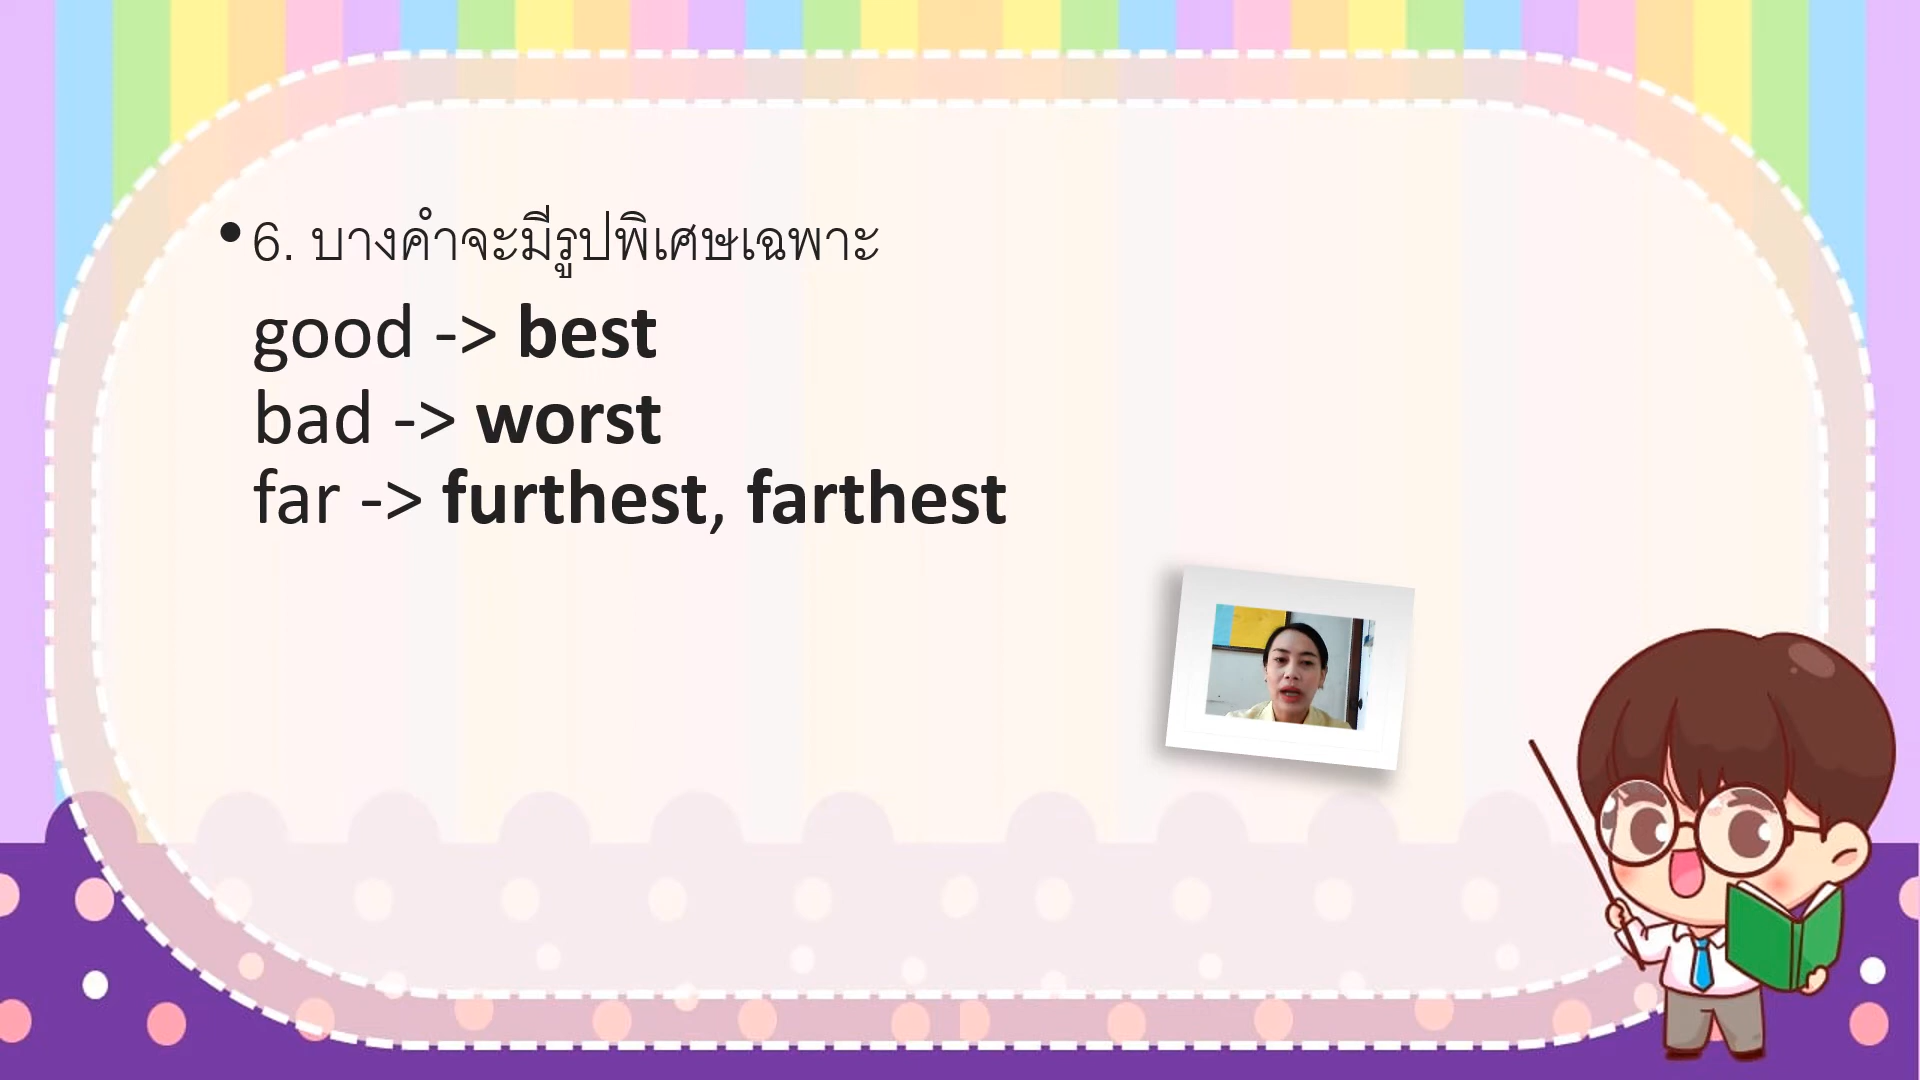 • 6. บางคำจะมีรูปพิเศษเฉพาะ
good -> best
bad -> worst
far -> furthest, farthest